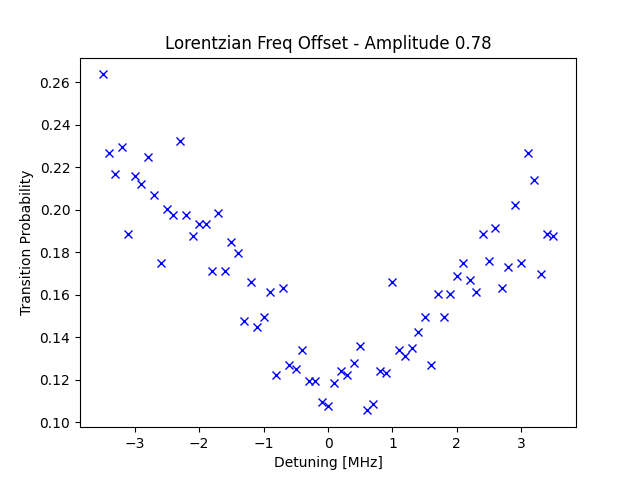 Lorentzian Freq Offset - Amplitude 0.78
0.26
0.24
0.22
0.20
0.18
0.16
0.14
0.12
0.10
Transition Probability
−3 −2 −1 0 1 2 3
Detuning [MHz]